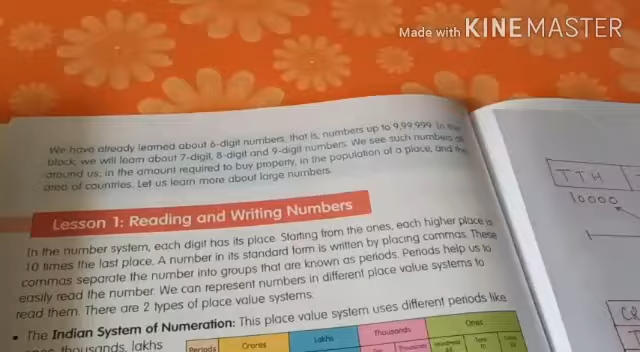 Made with KINEMASTER
We have already learned about 6-digit numbers, that is, numbers up to 9,99,999. In this
block, we will learn about 7-digit, 8-digit and 9-digit numbers. We see such numbers
around us, in the amount required to buy property, in the population of a place, and the
area of countries. Let us learn more about large numbers.
Lesson 1: Reading and Writing Numbers
In the number system, each digit has its place. Starting from the ones, each higher place is
10 times the last place. A number in its standard form is written by placing commas. These
commas separate the number into groups that are known as periods. Periods help us to
easily read the number. We can represent numbers in different place value systems to
read them. There are 2 types of place value systems.
• The Indian System of Numeration: This place value system uses different periods like
thousands, lakhs
Periods Crores Lakhs Thousands Ones
Thousands Hundreds Tens
TTH
10000